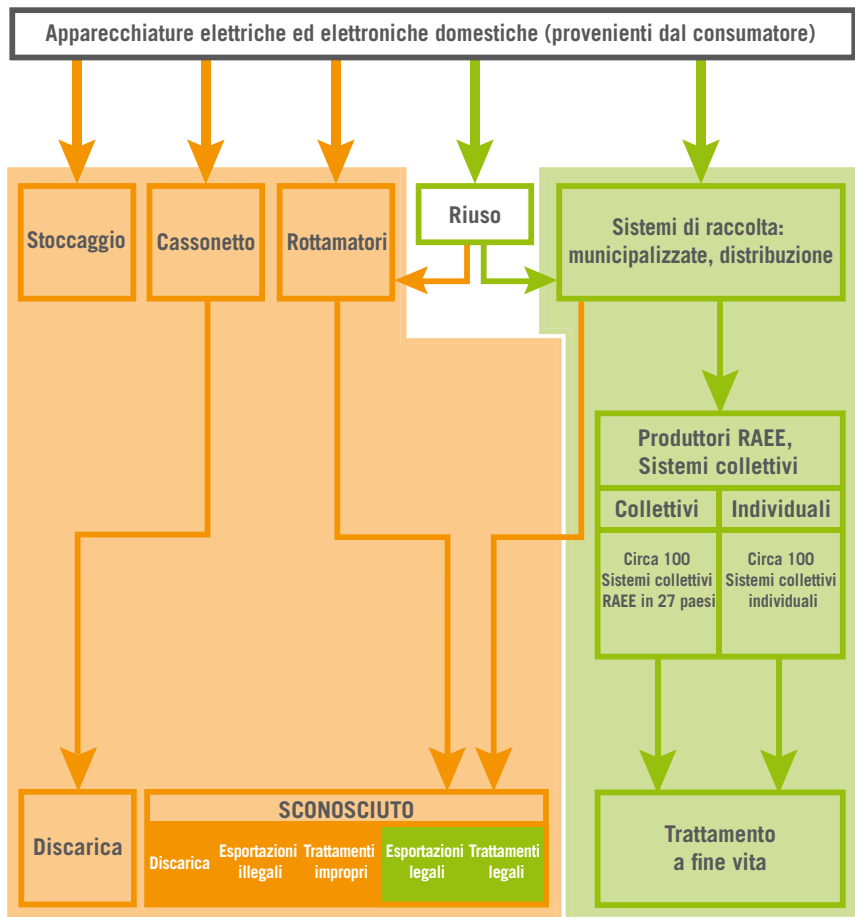 Apparecchiature elettriche ed elettroniche domestiche (provenienti dal consumatore)
Stoccaggio
Cassonetto
Rottamatori
Riuso
Sistemi di raccolta:
municipalizzate, distribuzione
Produttori RAEE,
Sistemi collettivi
Collettivi
Individuali
Circa 100
Sistemi collettivi
RAEE in 27 paesi
Circa 100
Sistemi collettivi
individuali
Discarica
SCONOSCIUTO
Discarica
Esportazioni
illegali
Trattamenti
impropri
Esportazioni
legali
Trattamenti
legali
Trattamento
a fine vita